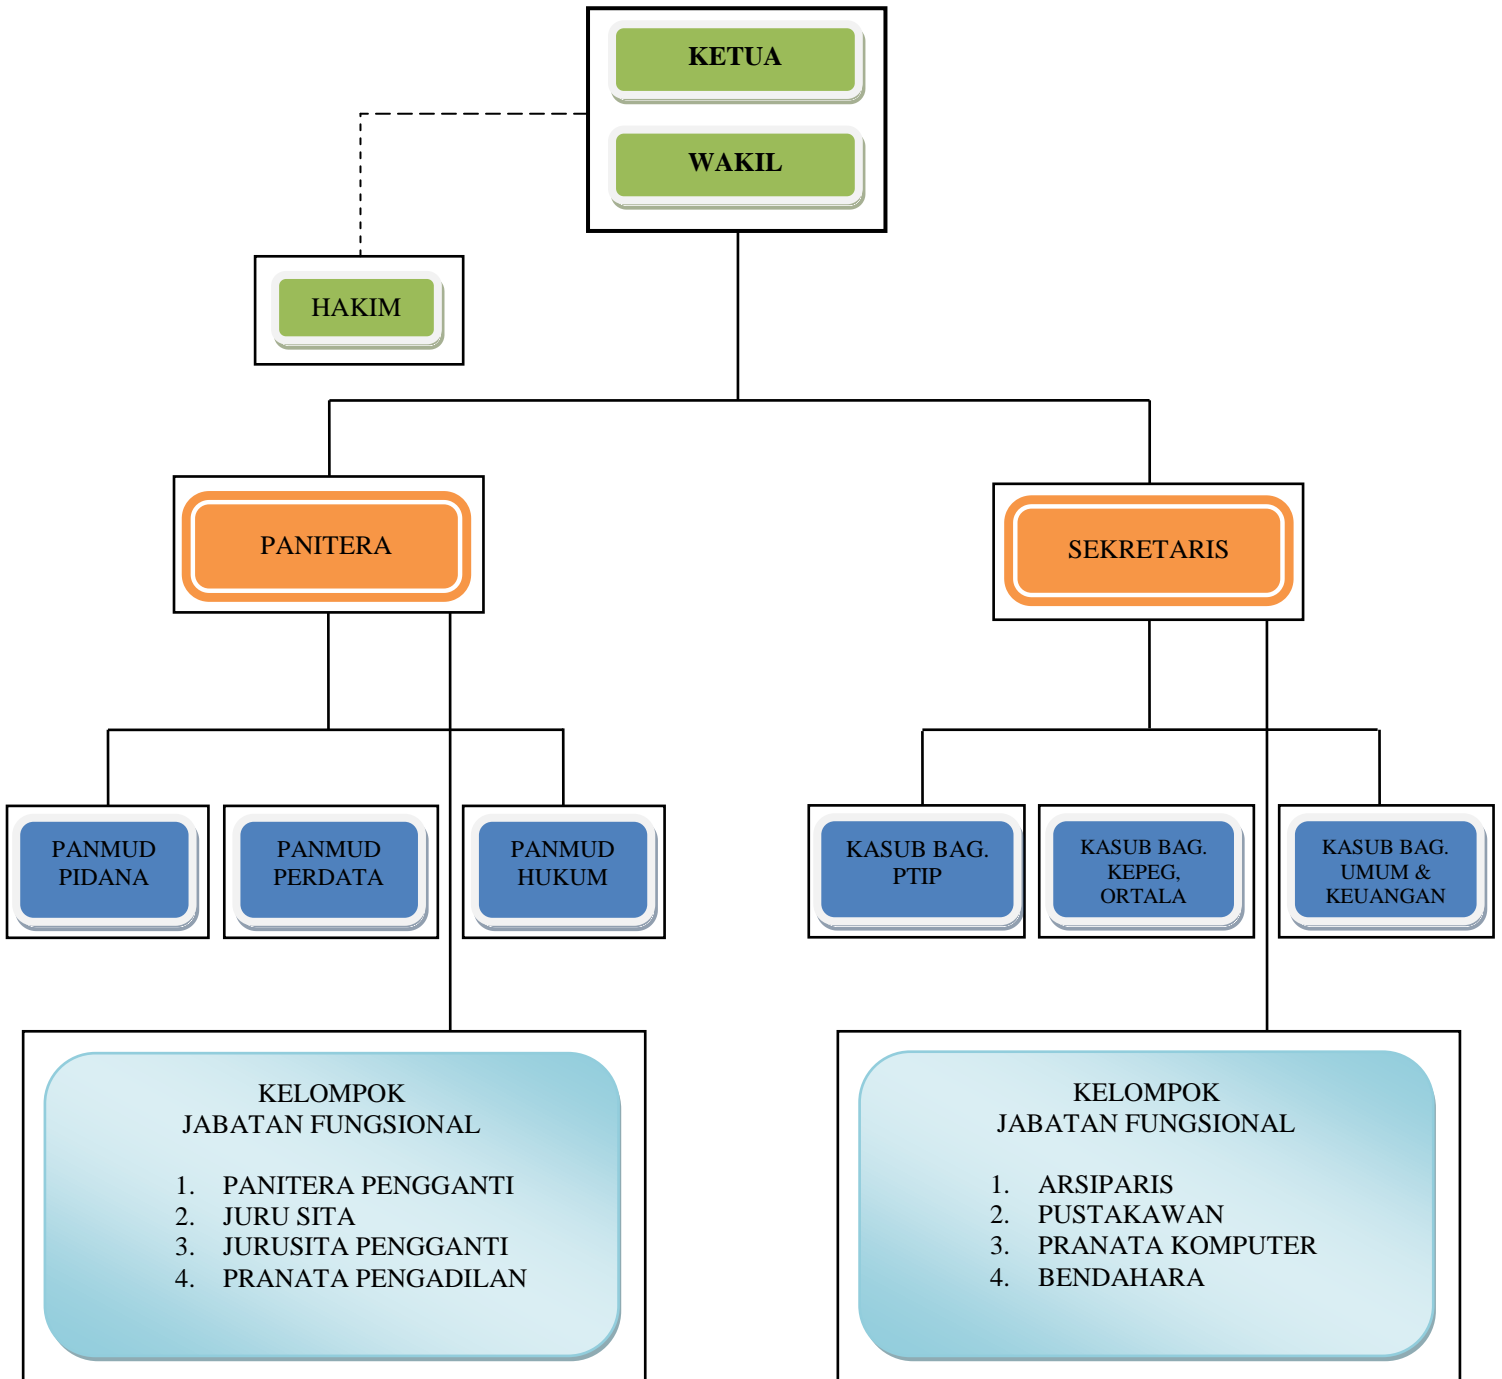 KETUA
WAKIL
HAKIM
PANITERA
SEKRETARIS
PANMUD
PIDANA
PANMUD
PERDATA
PANMUD
HUKUM
KASUB BAG.
PTIP
KASUB BAG.
KEPEG,
ORTALA
KASUB BAG.
UMUM &
KEUANGAN
KELOMPOK
JABATAN FUNGSIONAL
1. PANITERA PENGGANTI
2. JURU SITA
3. JURUSITA PENGGANTI
4. PRANATA PENGADILAN
KELOMPOK
JABATAN FUNGSIONAL
1. ARSIPARIS
2. PUSTAKAWAN
3. PRANATA KOMPUTER
4. BENDAHARA